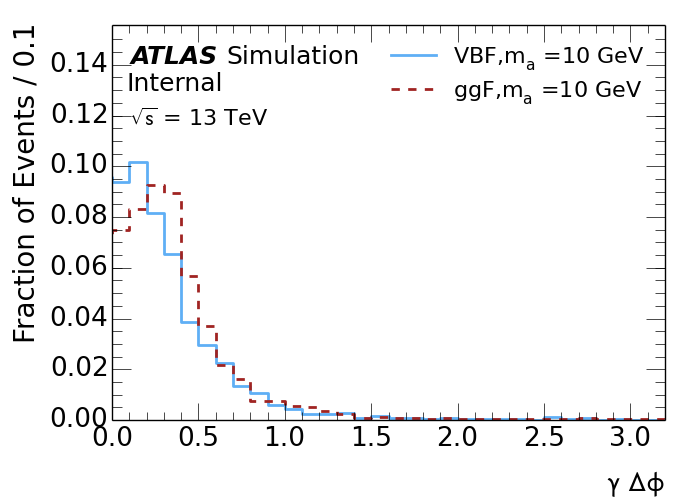 ATLAS Simulation
Internal
√s = 13 TeV
VBF,mₐ =10 GeV
ggF,mₐ =10 GeV
Fraction of Events / 0.1
0.14
0.12
0.10
0.08
0.06
0.04
0.02
0.00
0.0 0.5 1.0 1.5 2.0 2.5 3.0
γ Δϕ